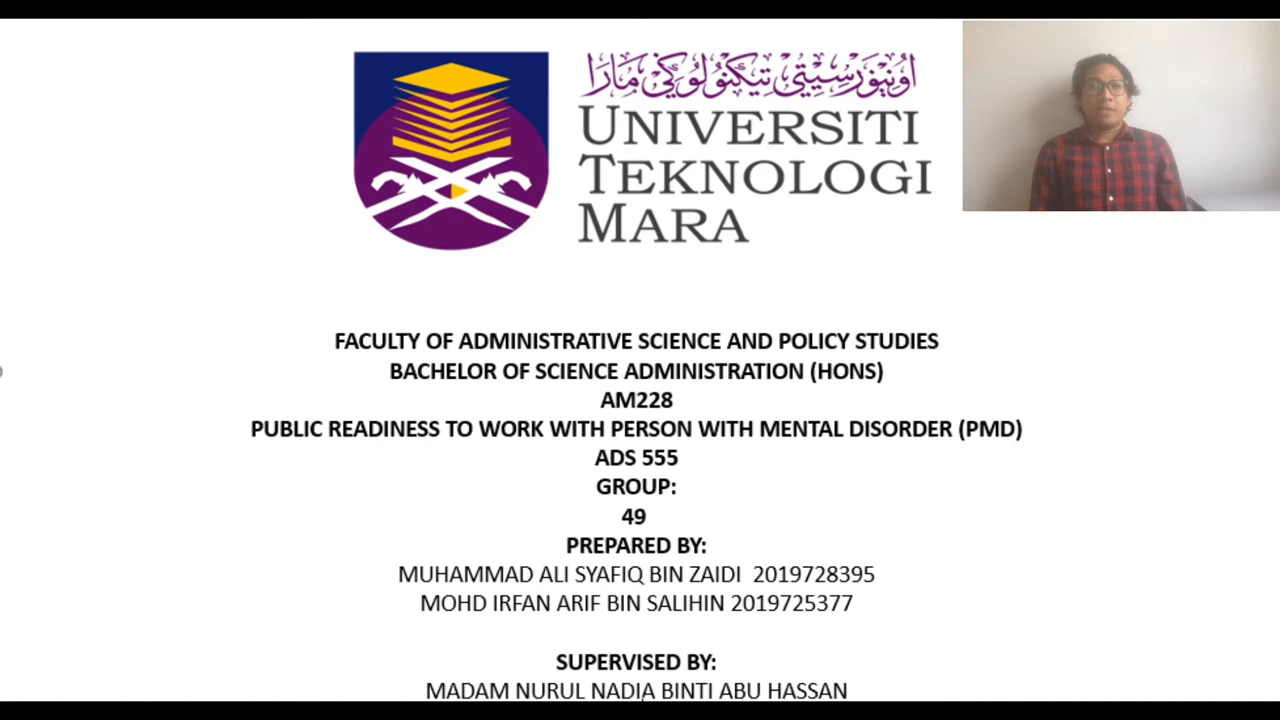 اونيۏرسيتي تيكنولوݢي مارا
UNIVERSITI
TEKNOLOGI
MARA
FACULTY OF ADMINISTRATIVE SCIENCE AND POLICY STUDIES
BACHELOR OF SCIENCE ADMINISTRATION (HONS)
AM228
PUBLIC READINESS TO WORK WITH PERSON WITH MENTAL DISORDER (PMD)
ADS 555
GROUP:
49
PREPARED BY:
MUHAMMAD ALI SYAFIQ BIN ZAIDI 2019728395
MOHD IRFAN ARIF BIN SALIHIN 2019725377
SUPERVISED BY:
MADAM NURUL NADIA BINTI ABU HASSAN